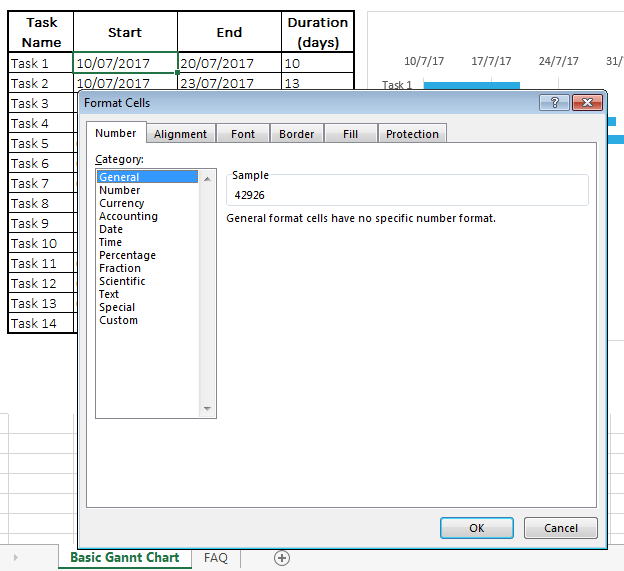 Task Name Start End Duration (days)
Task 1 10/07/2017 20/07/2017 10
Task 2 10/07/2017 23/07/2017 13
Task 3
Task 4
Task 5
Task 6
Task 7
Task 8
Task 9
Task 10
Task 11
Task 12
Task 13
Task 14
10/7/17 17/7/17 24/7/17 31/
Task 1
Format Cells
?
Number Alignment Font Border Fill Protection
Category:
General
Number
Currency
Accounting
Date
Time
Percentage
Fraction
Scientific
Text
Special
Custom
Sample
42926
General format cells have no specific number format.
OK Cancel
Basic Gannt Chart FAQ